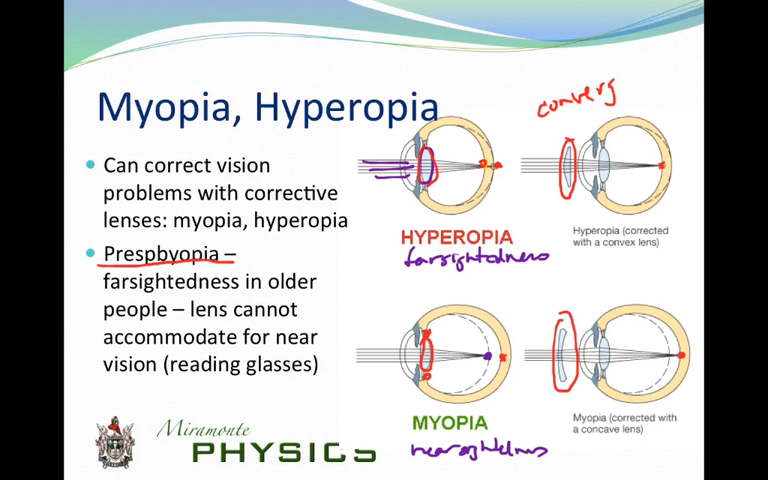 Myopia, Hyperopia
• Can correct vision
problems with corrective
lenses: myopia, hyperopia
• Prespbyopia –
farsightedness in older
people – lens cannot
accommodate for near
vision (reading glasses)
converg
HYPEROPIA
farsightedness
Hyperopia (corrected
with a convex lens)
MYOPIA
nearsightedness
Myopia (corrected with
a concave lens)
Miramonte
PHYSICS